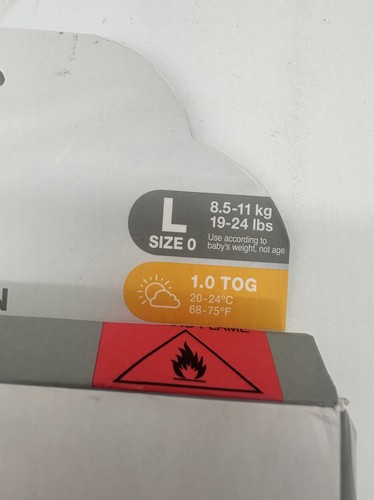 L
SIZE 0
8.5-11 kg
19-24 lbs
Use according to
baby's weight, not age
1.0 TOG
20-24°C
68-75°F
N
FLAME